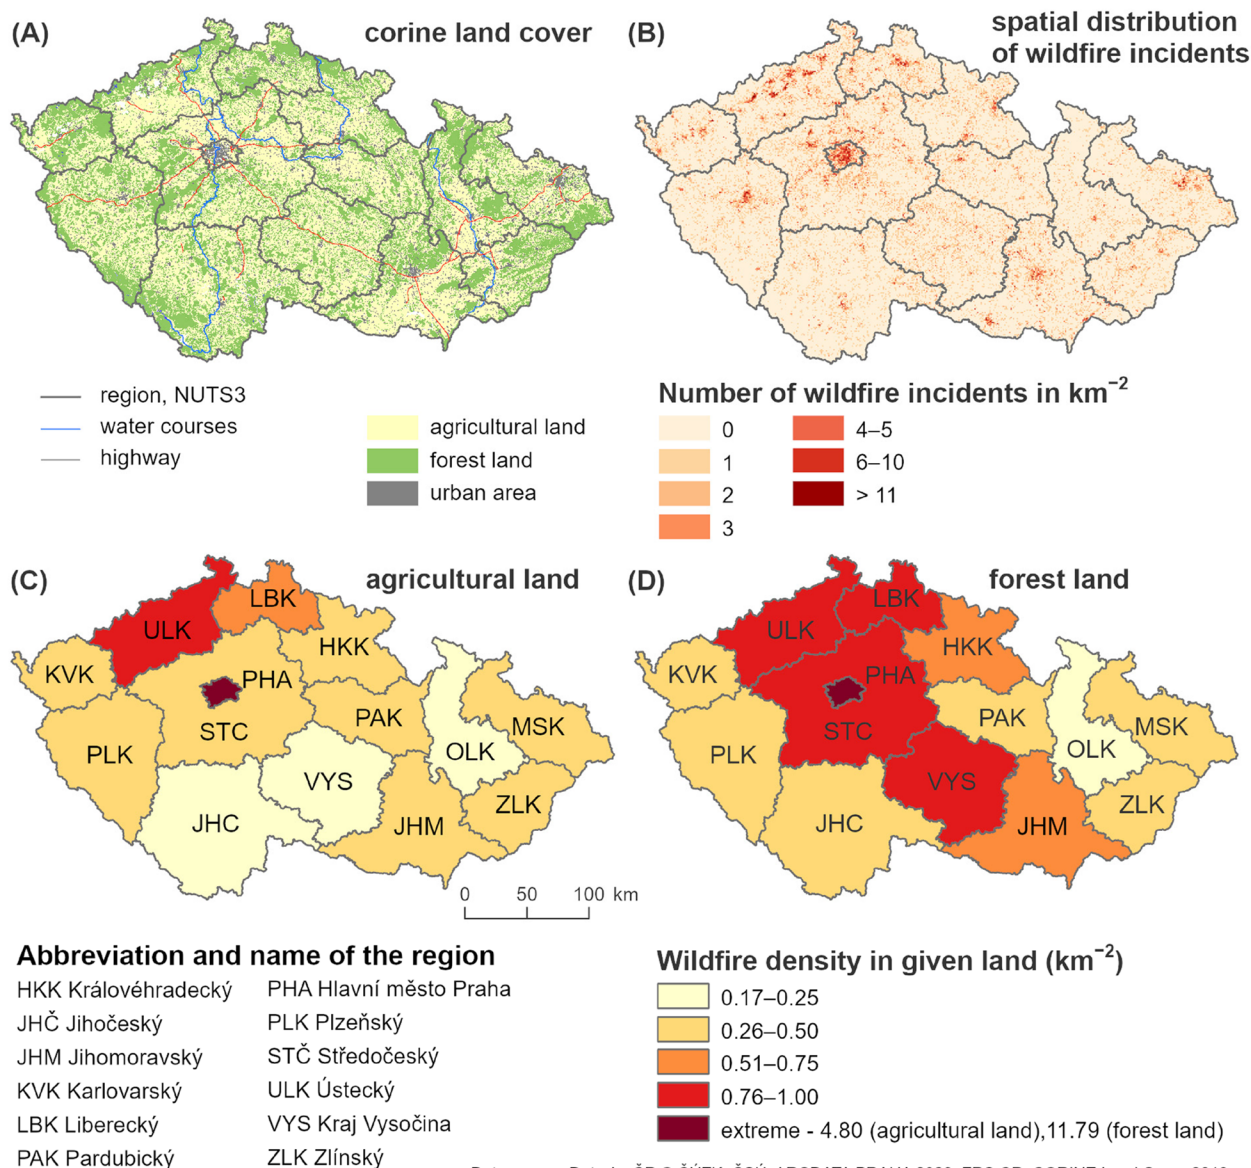 (A)
corine land cover
(B)
spatial distribution
of wildfire incidents
region, NUTS3
water courses
highway
agricultural land
forest land
urban area
Number of wildfire incidents in km−2
0
1
2
3
4–5
6–10
> 11
(C)
agricultural land
LBK
ULK
HKK
KVK
PHA
PAK
STC
MSK
PLK
OLK
VYS
ZLK
JHC
JHM
0 50 100 km
(D)
forest land
LBK
ULK
HKK
KVK
PHA
PAK
STC
MSK
PLK
OLK
VYS
ZLK
JHC
JHM
Abbreviation and name of the region
HKK Královéhradecký
JHČ Jihočeský
JHM Jihomoravský
KVK Karlovarský
LBK Liberecký
PAK Pardubický
PHA Hlavní město Praha
PLK Plzeňský
STČ Středočeský
ULK Ústecký
VYS Kraj Vysočina
ZLK Zlínský
Wildfire density in given land (km−2)
0.17–0.25
0.26–0.50
0.51–0.75
0.76–1.00
extreme - 4.80 (agricultural land),11.79 (forest land)